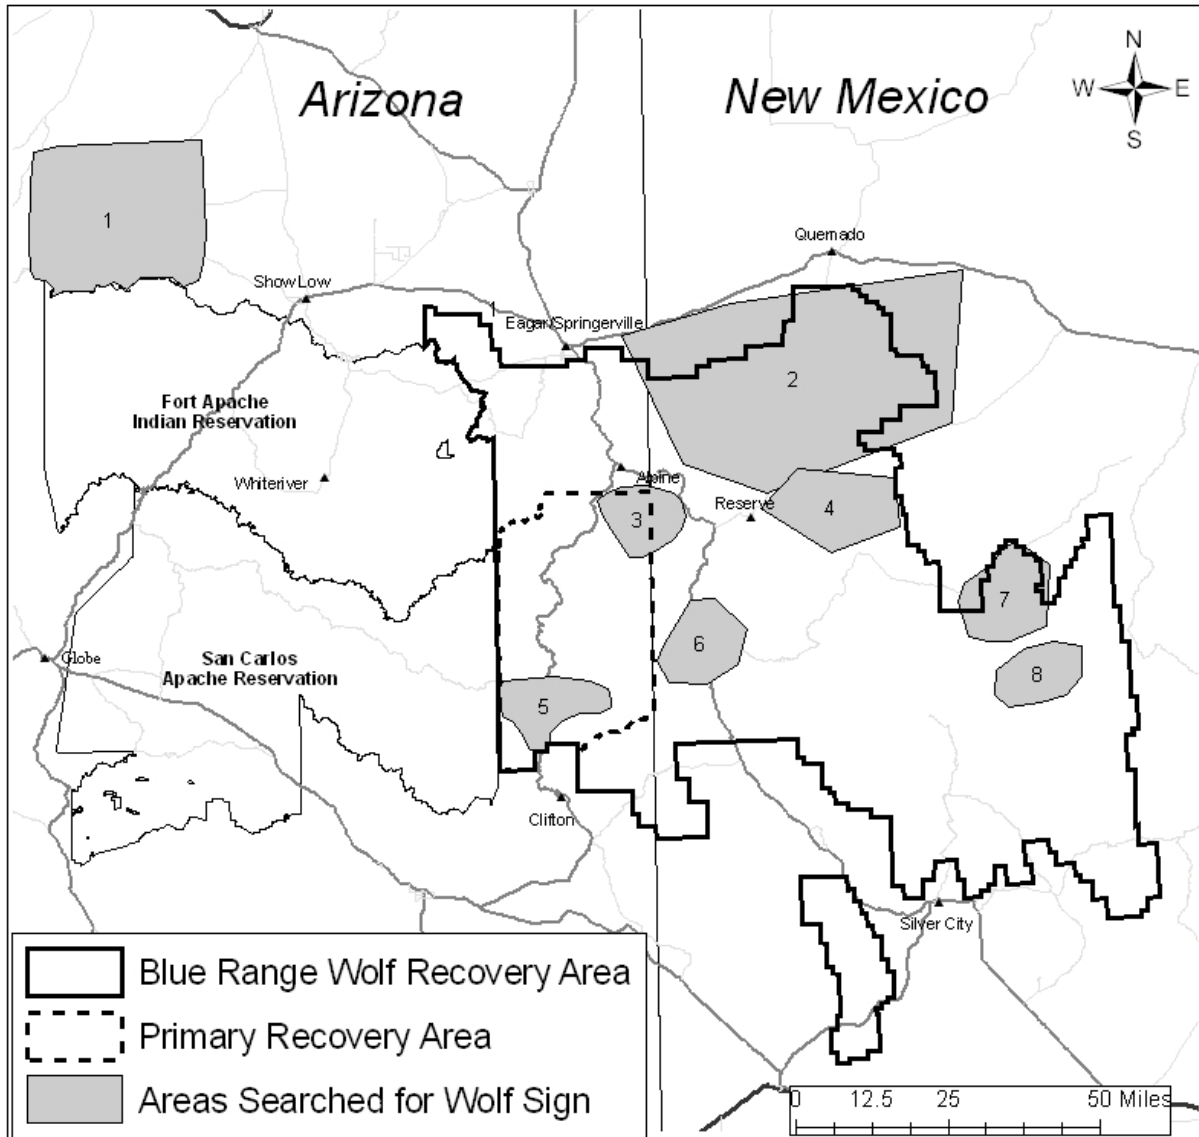 Arizona
New Mexico
N
W E
S
1
Quemado
Show Low
Eagar/Springerville
2
Fort Apache
Indian Reservation
Alpine
Whiteriver
Reserve
4
3
7
6
Globe
San Carlos
Apache Reservation
8
5
Clifton
Silver City
Blue Range Wolf Recovery Area
Primary Recovery Area
Areas Searched for Wolf Sign
0 12.5 25 50 Miles